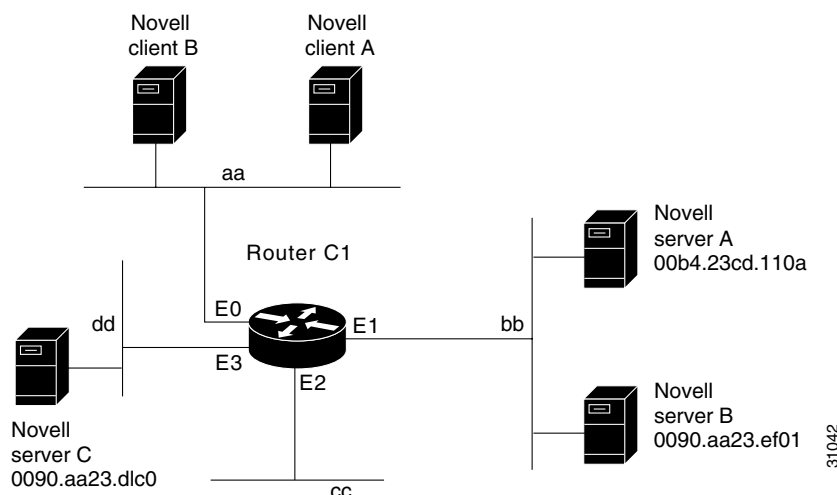 Novell
client B
Novell
client A
aa
Router C1
Novell
server A
00b4.23cd.110a
dd
E0
E1
bb
E3
E2
Novell
server C
0090.aa23.dlc0
Novell
server B
0090.aa23.ef01
cc
31042